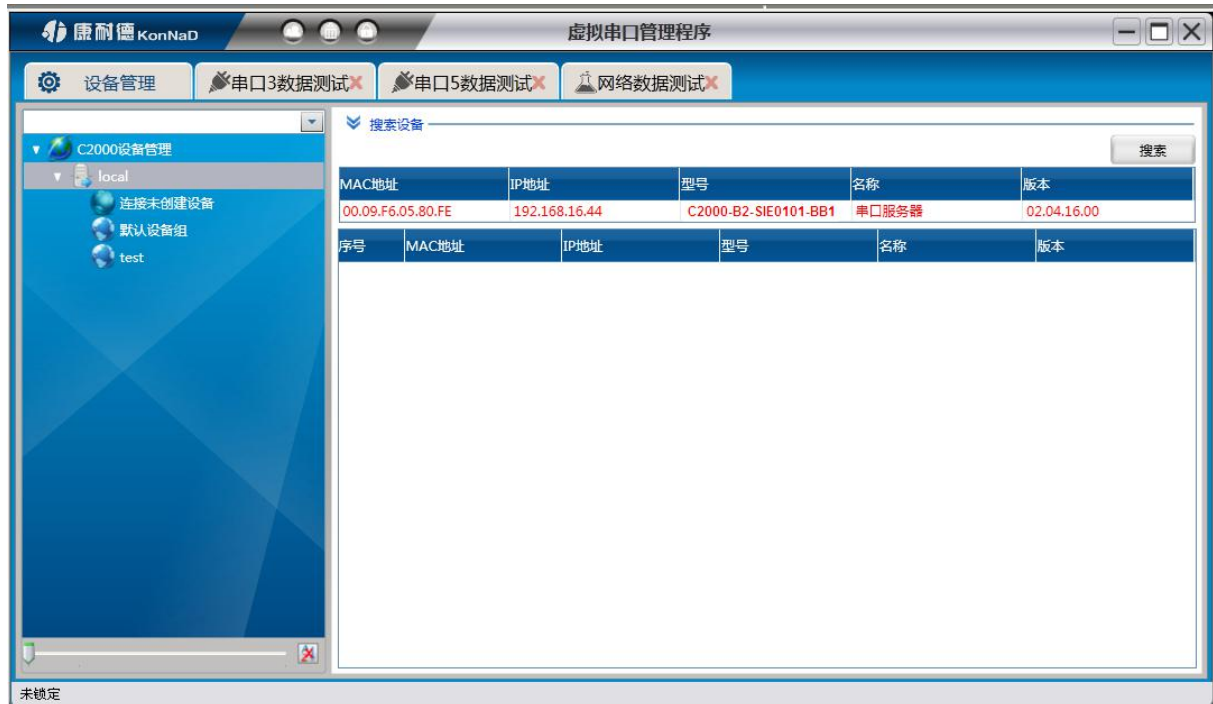 康耐德 KonNaD
虚拟串口管理程序
设备管理
串口3数据测试
串口5数据测试
网络数据测试
C2000设备管理
local
连接未创建设备
默认设备组
test
搜索设备
搜索
MAC地址 IP地址 型号 名称 版本
00.09.F6.05.80.FE 192.168.16.44 C2000-B2-SIE0101-BB1 串口服务器 02.04.16.00
序号 MAC地址 IP地址 型号 名称 版本
未锁定